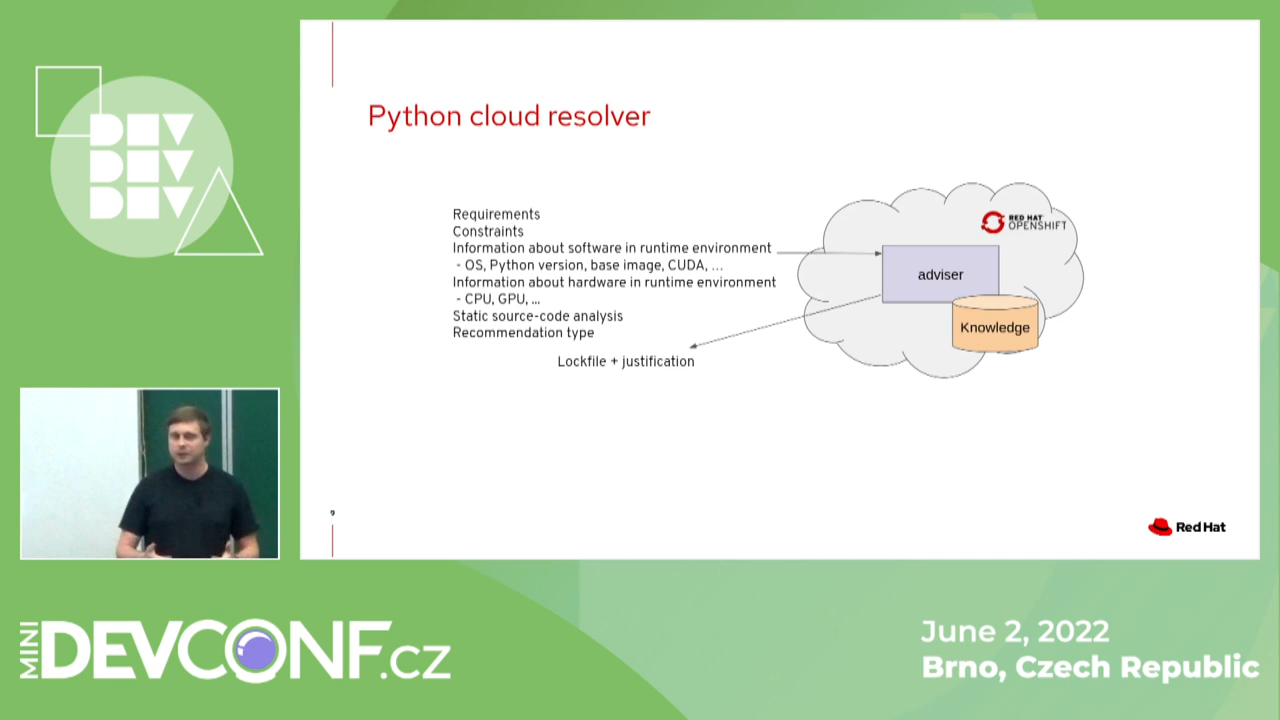 DEV
DEV
DEV
Python cloud resolver
Requirements
Constraints
Information about software in runtime environment
- OS, Python version, base image, CUDA, ...
Information about hardware in runtime environment
- CPU, GPU, ...
Static source-code analysis
Recommendation type
Lockfile + justification
RED HAT
OPENSHIFT
adviser
Knowledge
Red Hat
MINI
DEVCONF.cz
June 2, 2022
Brno, Czech Republic